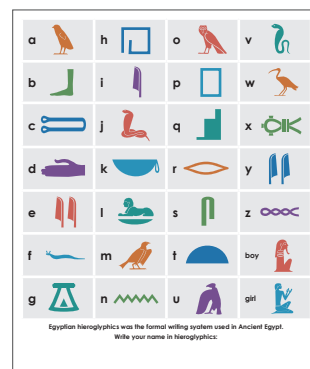 a h o v
b i p w
c j q x
d k r y
e l s z
f m t boy
g n u girl
Egyptian hieroglyphics was the formal writing system used in Ancient Egypt.
Write your name in hieroglyphics: